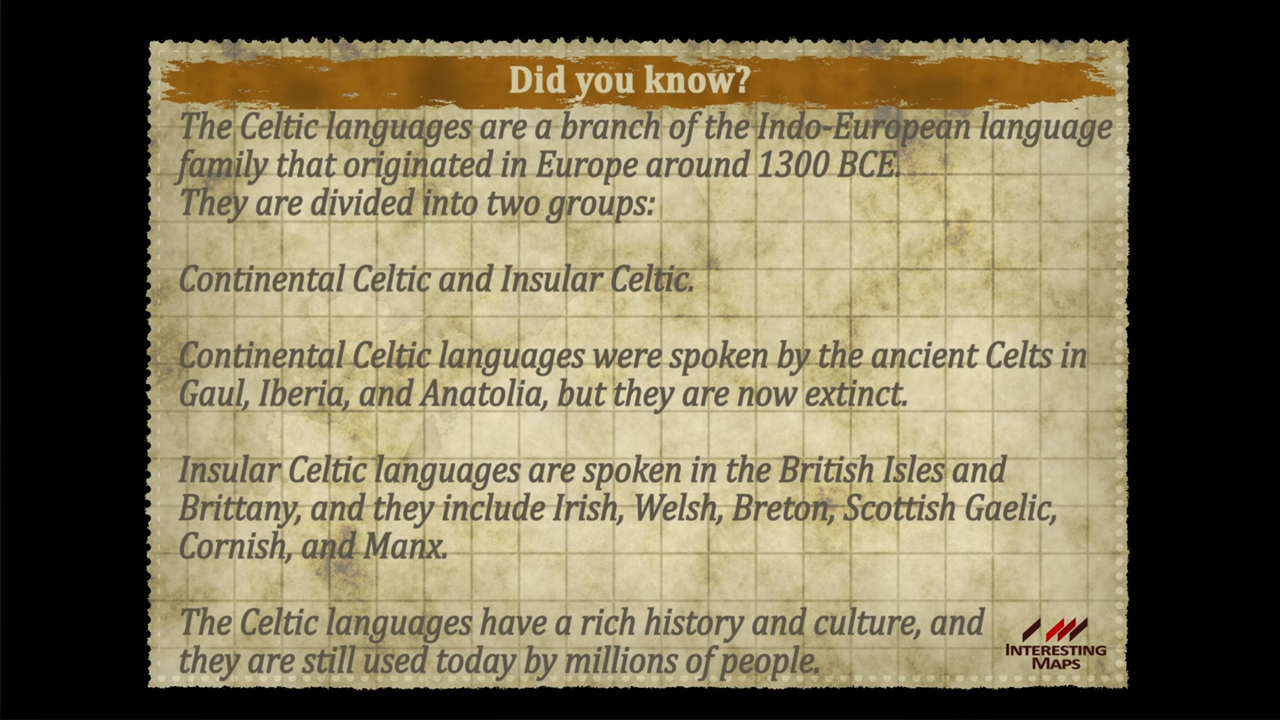 Did you know?
The Celtic languages are a branch of the Indo-European language
family that originated in Europe around 1300 BCE.
They are divided into two groups:
Continental Celtic and Insular Celtic.
Continental Celtic languages were spoken by the ancient Celts in
Gaul, Iberia, and Anatolia, but they are now extinct.
Insular Celtic languages are spoken in the British Isles and
Brittany, and they include Irish, Welsh, Breton, Scottish Gaelic,
Cornish, and Manx.
The Celtic languages have a rich history and culture, and
they are still used today by millions of people.
INTERESTING
MAPS